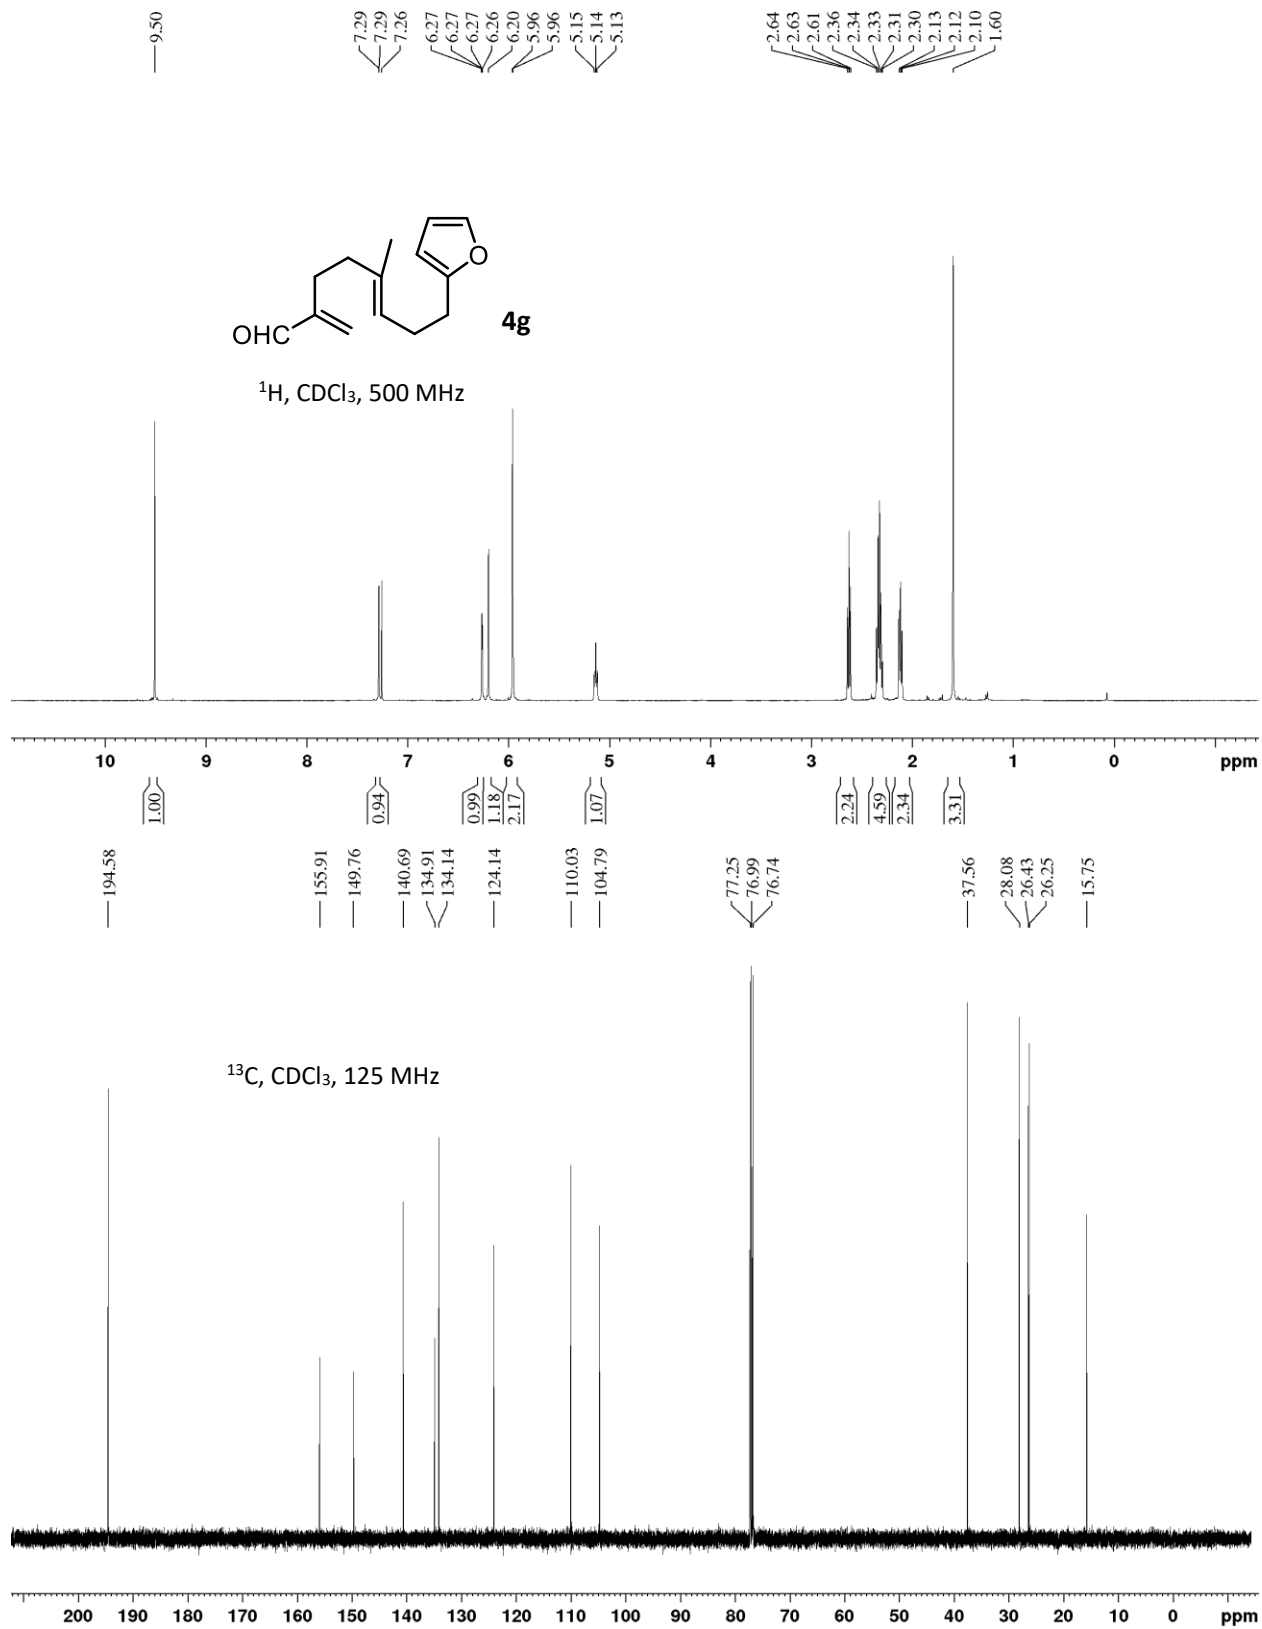 9.50 7.29 7.29 7.26 6.27 6.27 6.27 6.26 6.20 5.96 5.96 5.15 5.14 5.13 2.64 2.63 2.61 2.36 2.34 2.33 2.31 2.30 2.13 2.12 2.10 1.60
O
OHC
4g
¹H, CDCl₃, 500 MHz
10 9 8 7 6 5 4 3 2 1 0 ppm
1.00 0.94 0.99 1.18 2.17 1.07 2.24 4.59 2.34 3.31
194.58 155.91 149.76 140.69 134.91 134.14 124.14 110.03 104.79 77.25 76.99 76.74 37.56 28.08 26.43 26.25 15.75
¹³C, CDCl₃, 125 MHz
200 190 180 170 160 150 140 130 120 110 100 90 80 70 60 50 40 30 20 10 0 ppm